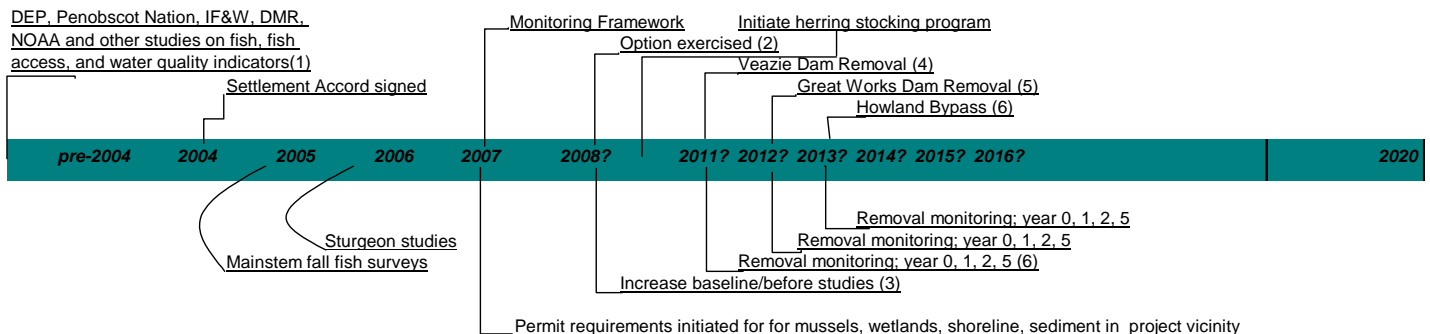 DEP, Penobscot Nation, IF&W, DMR,
NOAA and other studies on fish, fish
access, and water quality indicators(1)
Monitoring Framework
Initiate herring stocking program
Option exercised (2)
Veazie Dam Removal (4)
Settlement Accord signed
Great Works Dam Removal (5)
Howland Bypass (6)
pre-2004 2004 2005 2006 2007 2008? 2011? 2012? 2013? 2014? 2015? 2016? 2020
Removal monitoring; year 0, 1, 2, 5
Sturgeon studies
Removal monitoring; year 0, 1, 2, 5
Mainstem fall fish surveys
Removal monitoring; year 0, 1, 2, 5 (6)
Increase baseline/before studies (3)
Permit requirements initiated for for mussels, wetlands, shoreline, sediment in project vicinity